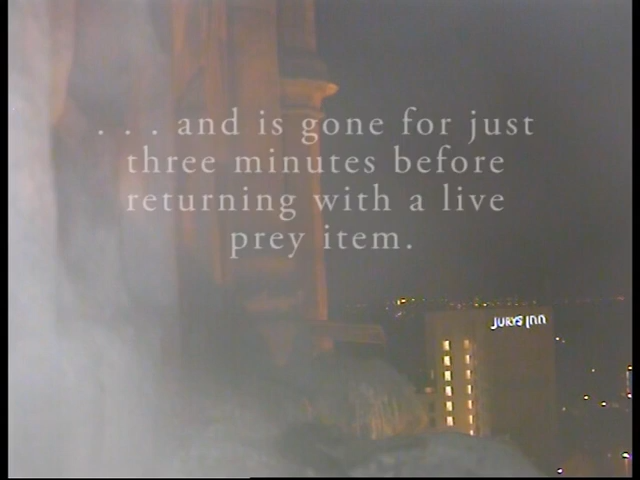 . . . and is gone for just
three minutes before
returning with a live
prey item.
JURYS Inn